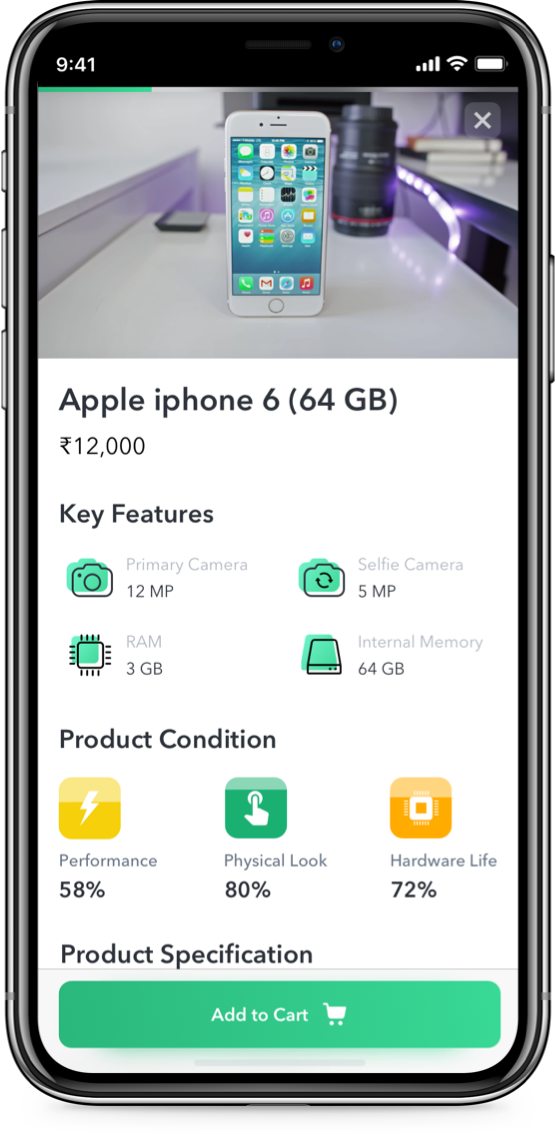 9:41
Apple iphone 6 (64 GB)
₹12,000
Key Features
Primary Camera
12 MP
Selfie Camera
5 MP
RAM
3 GB
Internal Memory
64 GB
Product Condition
Performance
58%
Physical Look
80%
Hardware Life
72%
Product Specification
Add to Cart